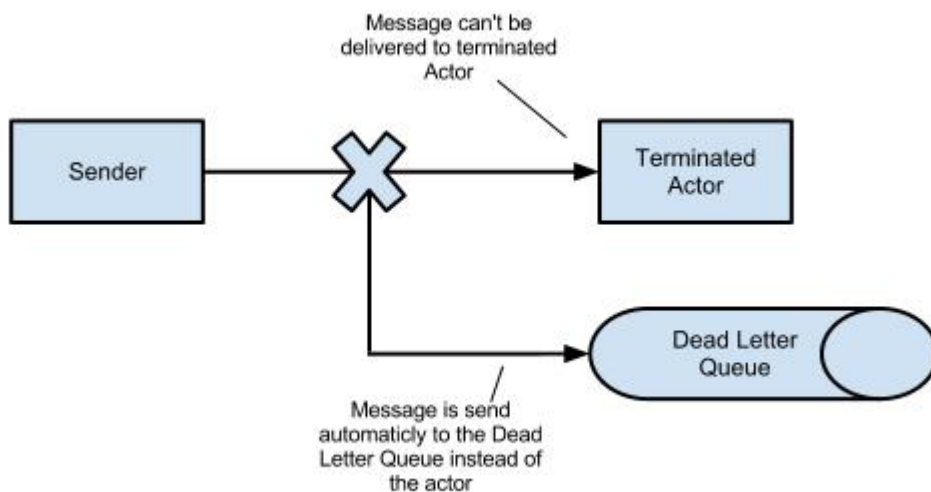 Message can't be
delivered to terminated
Actor
Sender
Terminated
Actor
Dead Letter
Queue
Message is send
automaticly to the Dead
Letter Queue instead of
the actor